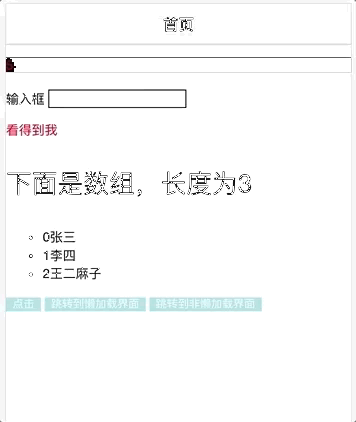 首页
输入框
看得到我
下面是数组，长度为3
0张三
1李四
2王二麻子
点击 跳转到懒加载界面 跳转到非懒加载界面